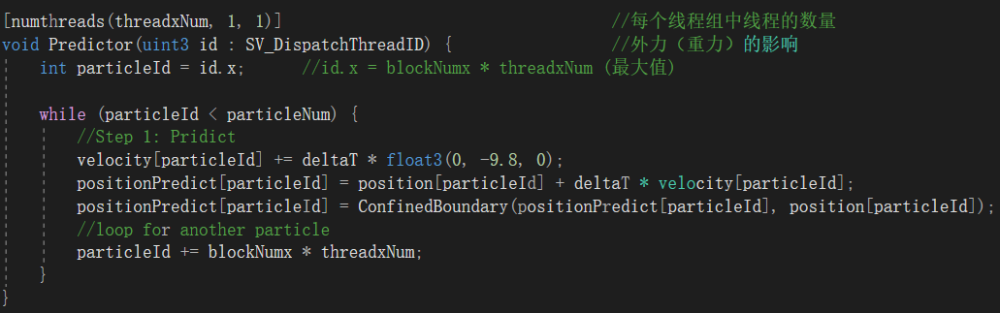 [numthreads(threadxNum, 1, 1)] //每个线程组中线程的数量
void Predictor(uint3 id : SV_DispatchThreadID) { //外力（重力）的影响
    int particleId = id.x; //id.x = blockNumx * threadxNum (最大值)
    while (particleId < particleNum) {
        //Step 1: Pridict
        velocity[particleId] += deltaT * float3(0, -9.8, 0);
        positionPredict[particleId] = position[particleId] + deltaT * velocity[particleId];
        positionPredict[particleId] = ConfinedBoundary(positionPredict[particleId], position[particleId]);
        //loop for another particle
        particleId += blockNumx * threadxNum;
    }
}